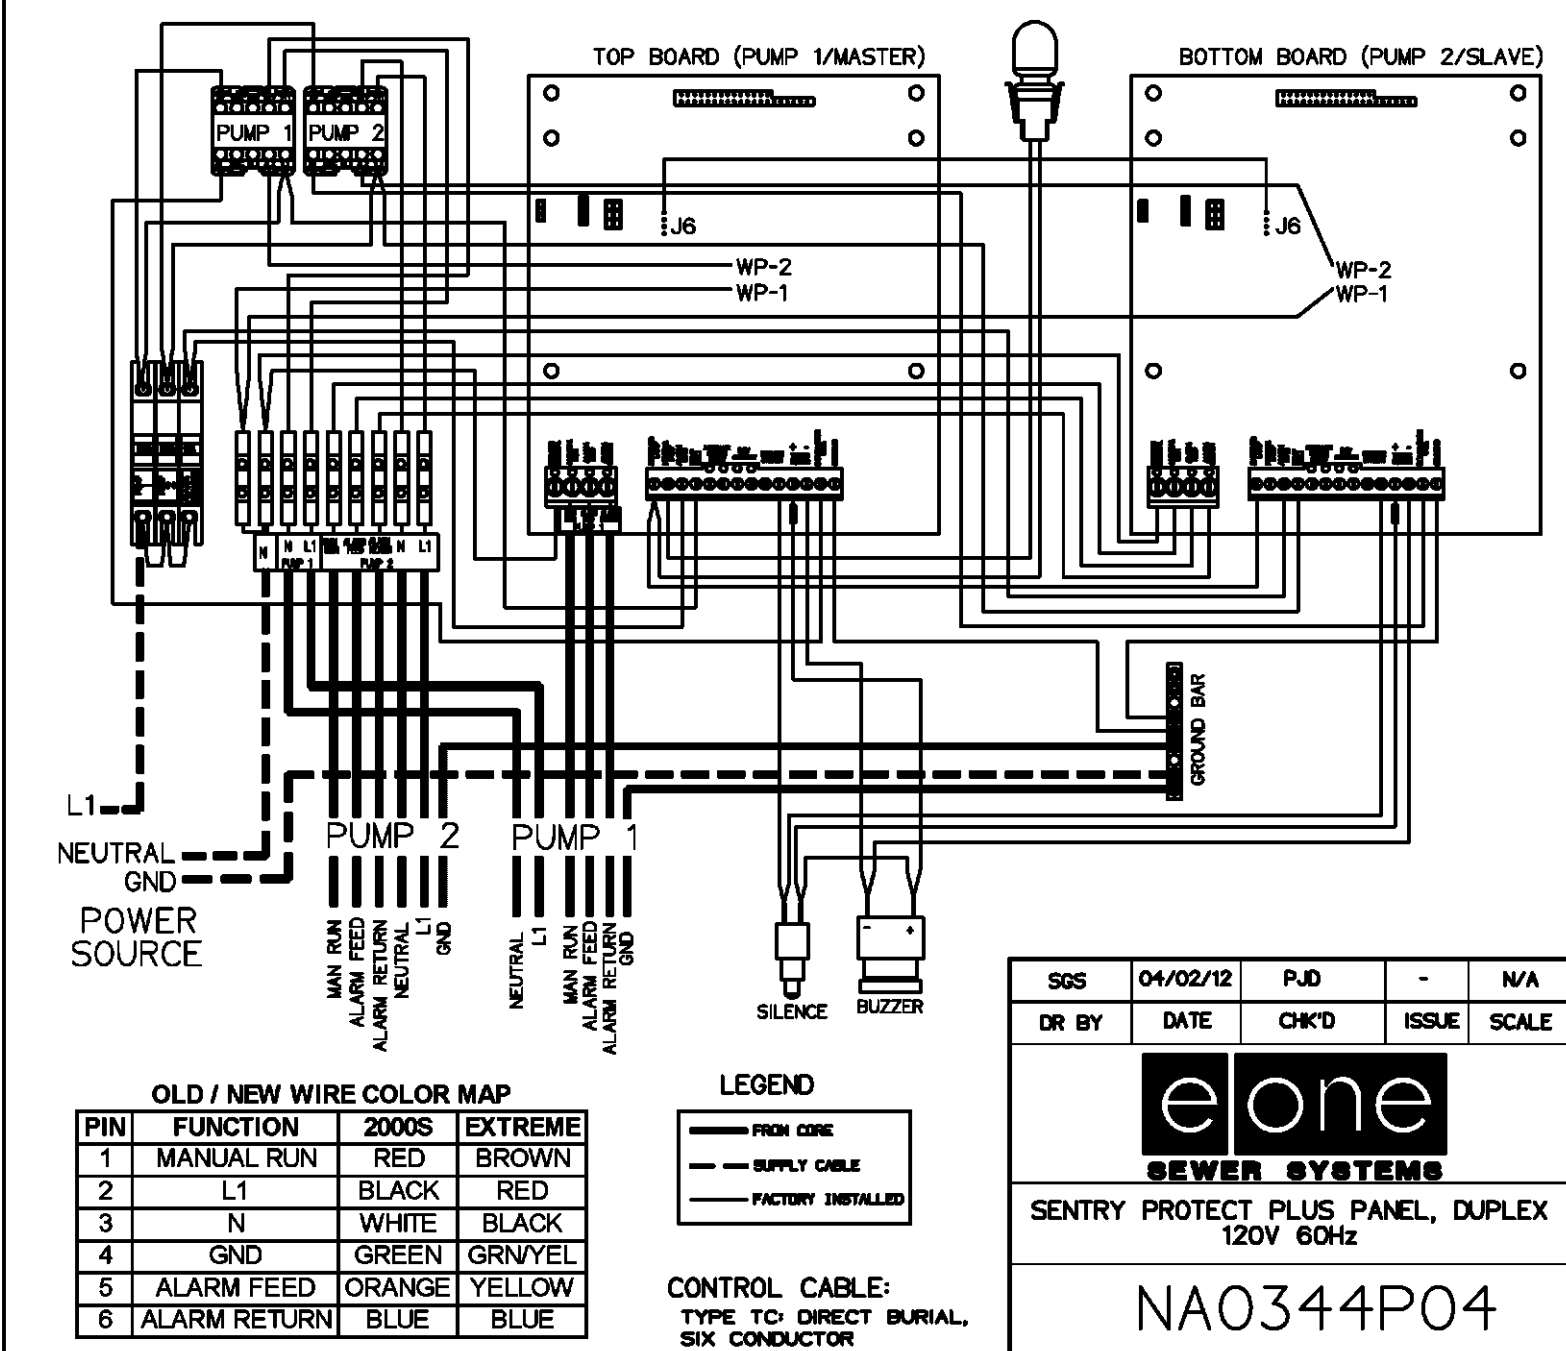 TOP BOARD (PUMP 1/MASTER)
BOTTOM BOARD (PUMP 2/SLAVE)
PUMP 1
PUMP 2
J6
J6
WP-2
WP-1
WP-2
WP-1
+ -
+ -
N
N L1
N L1
PUMP 1
PUMP 2
GROUND BAR
L1
NEUTRAL
GND
POWER
SOURCE
PUMP 2
PUMP 1
MAN RUN
ALARM FEED
ALARM RETURN
NEUTRAL
L1
GND
NEUTRAL
L1
MAN RUN
ALARM FEED
ALARM RETURN
GND
- +
SILENCE
BUZZER
OLD / NEW WIRE COLOR MAP
PIN FUNCTION 2000S EXTREME
1 MANUAL RUN RED BROWN
2 L1 BLACK RED
3 N WHITE BLACK
4 GND GREEN GRN/YEL
5 ALARM FEED ORANGE YELLOW
6 ALARM RETURN BLUE BLUE
LEGEND
FROM CORE
SUPPLY CABLE
FACTORY INSTALLED
CONTROL CABLE:
TYPE TC: DIRECT BURIAL,
SIX CONDUCTOR
SGS 04/02/12 PJD - N/A
DR BY DATE CHK'D ISSUE SCALE
eone
SEWER SYSTEMS
SENTRY PROTECT PLUS PANEL, DUPLEX
120V 60Hz
NA0344P04